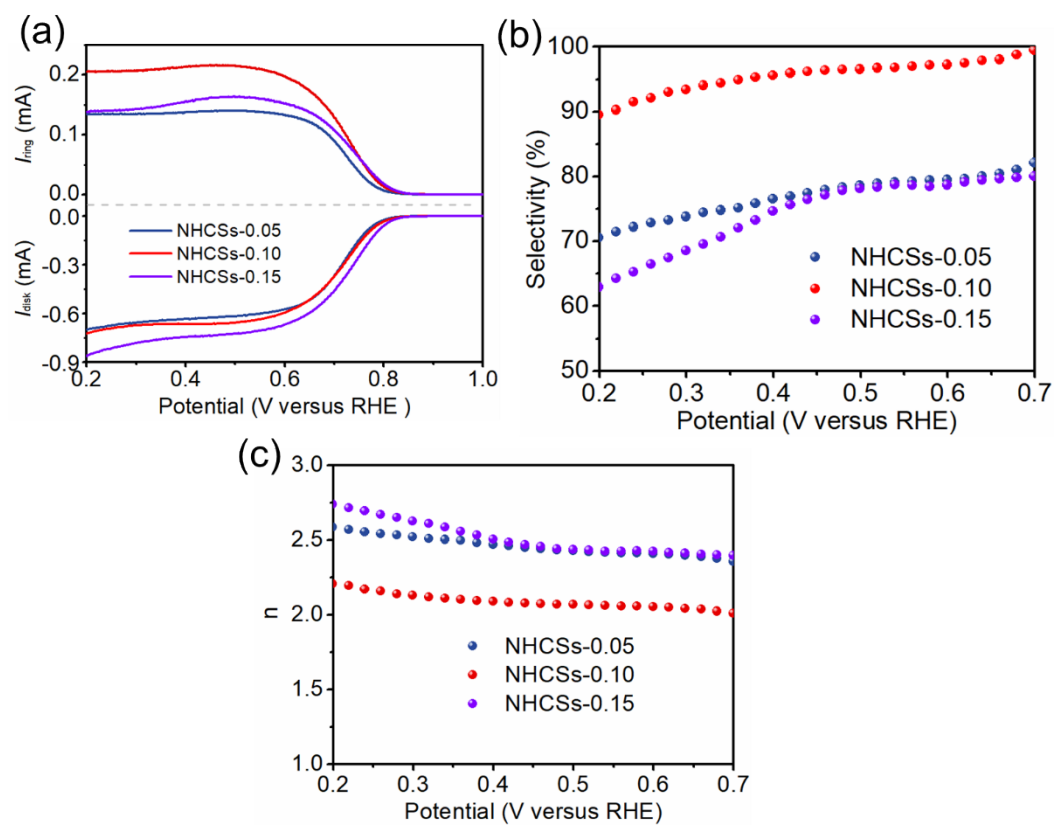 (a)
0.2
0.1
0.0
I_ring (mA)
0.0
-0.3
-0.6
-0.9
I_disk (mA)
NHCSs-0.05
NHCSs-0.10
NHCSs-0.15
0.2 0.4 0.6 0.8 1.0
Potential (V versus RHE )
(b)
100
90
80
70
60
50
Selectivity (%)
NHCSs-0.05
NHCSs-0.10
NHCSs-0.15
0.2 0.3 0.4 0.5 0.6 0.7
Potential (V versus RHE)
(c)
3.0
2.5
2.0
1.5
1.0
n
NHCSs-0.05
NHCSs-0.10
NHCSs-0.15
0.2 0.3 0.4 0.5 0.6 0.7
Potential (V versus RHE)